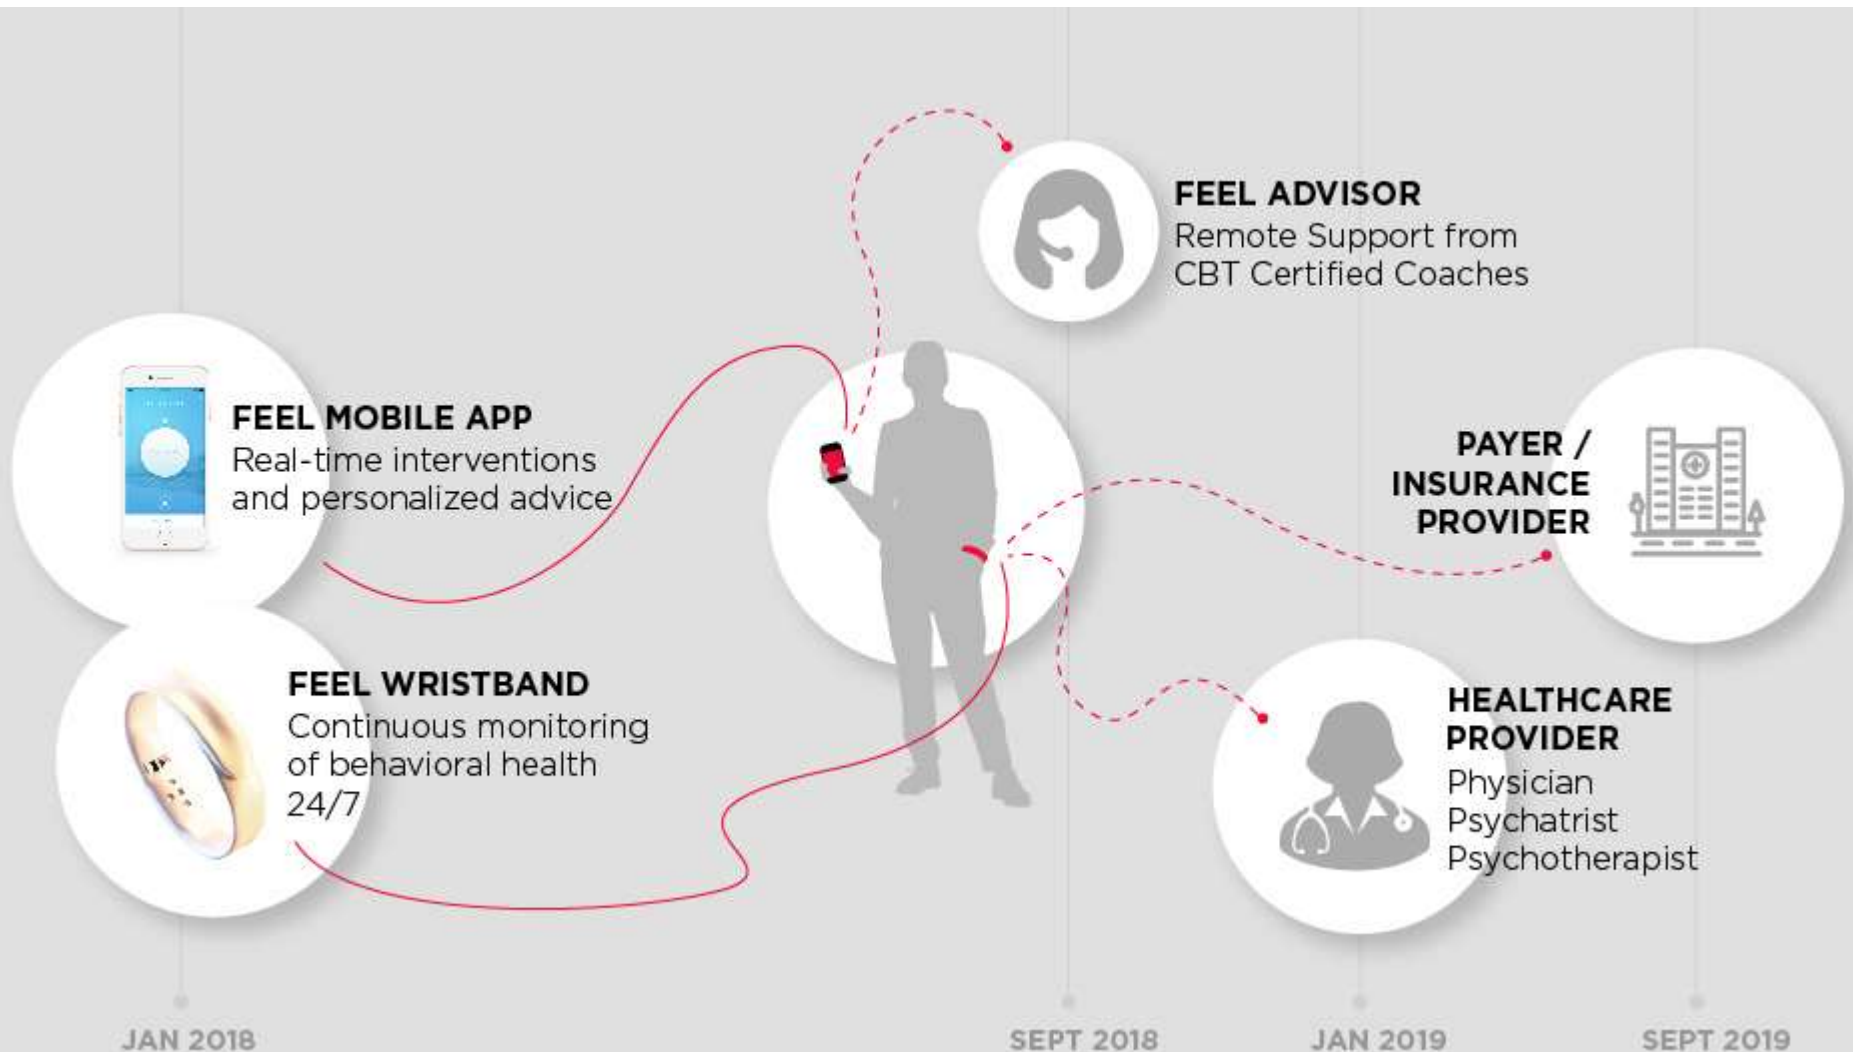 FEEL ADVISOR
Remote Support from
CBT Certified Coaches
FEEL MOBILE APP
Real-time interventions
and personalized advice
PAYER /
INSURANCE
PROVIDER
FEEL WRISTBAND
Continuous monitoring
of behavioral health
24/7
HEALTHCARE
PROVIDER
Physician
Psychatrist
Psychotherapist
JAN 2018
SEPT 2018
JAN 2019
SEPT 2019